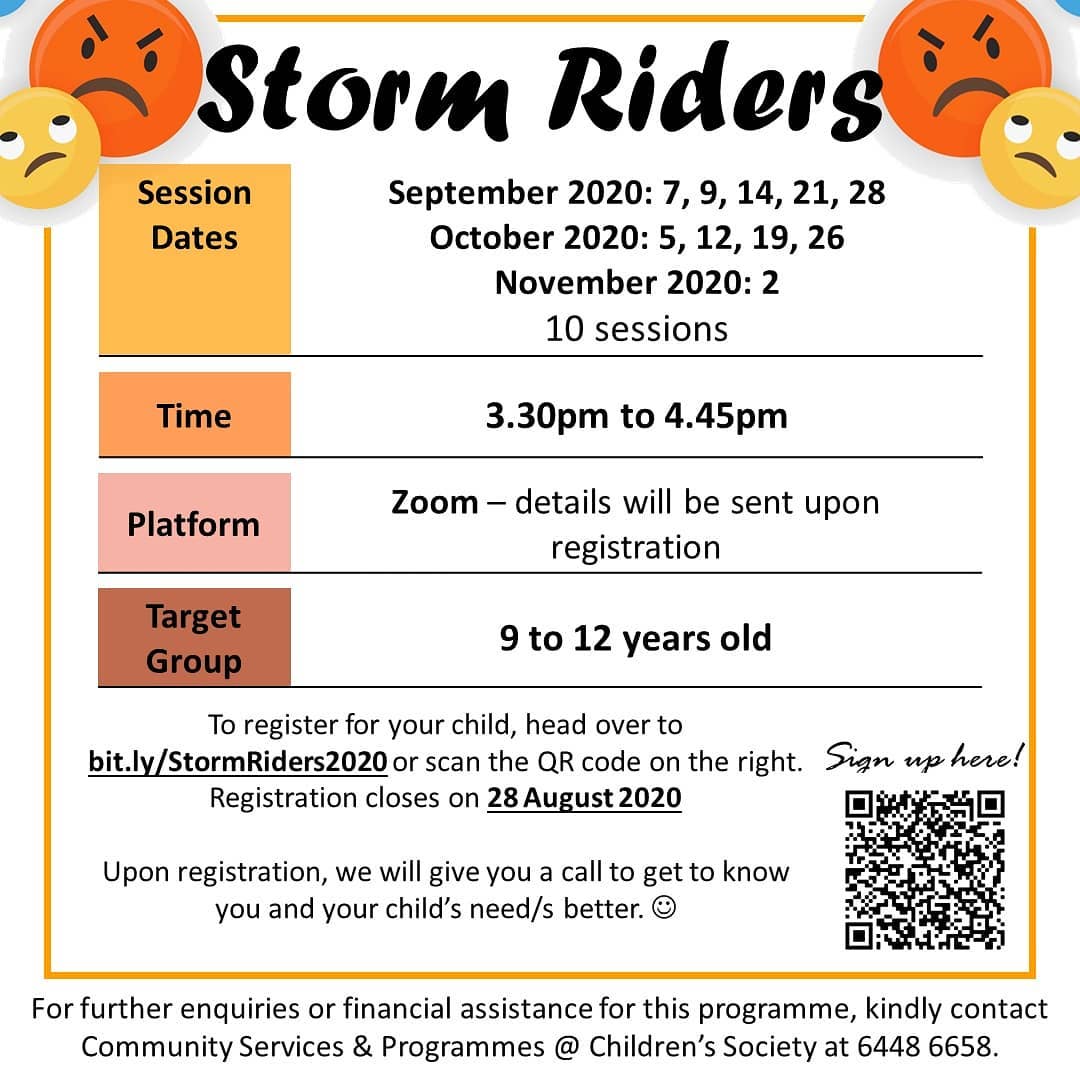 Storm Riders
Session
Dates
September 2020: 7, 9, 14, 21, 28
October 2020: 5, 12, 19, 26
November 2020: 2
10 sessions
Time
3.30pm to 4.45pm
Platform
Zoom – details will be sent upon
registration
Target
Group
9 to 12 years old
To register for your child, head over to
bit.ly/StormRiders2020 or scan the QR code on the right.
Registration closes on 28 August 2020
Sign up here!
Upon registration, we will give you a call to get to know
you and your child's need/s better. ☺
For further enquiries or financial assistance for this programme, kindly contact
Community Services & Programmes @ Children's Society at 6448 6658.